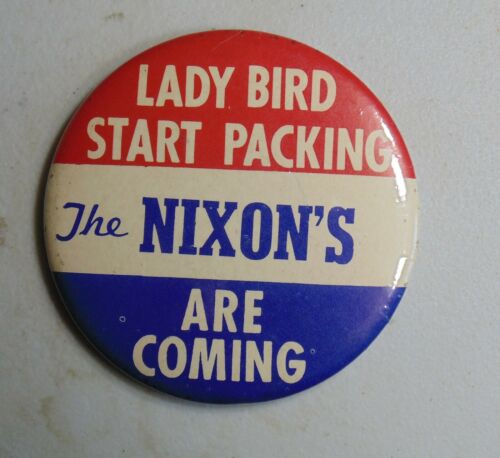 LADY BIRD
START PACKING
The NIXON'S
ARE
COMING